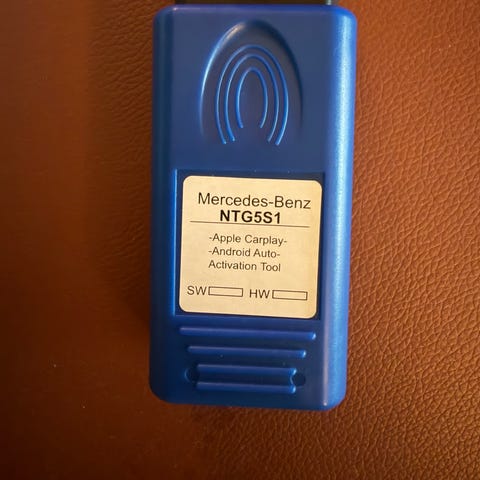 Mercedes-Benz
NTG5S1
-Apple Carplay-
-Android Auto-
Activation Tool
SW HW